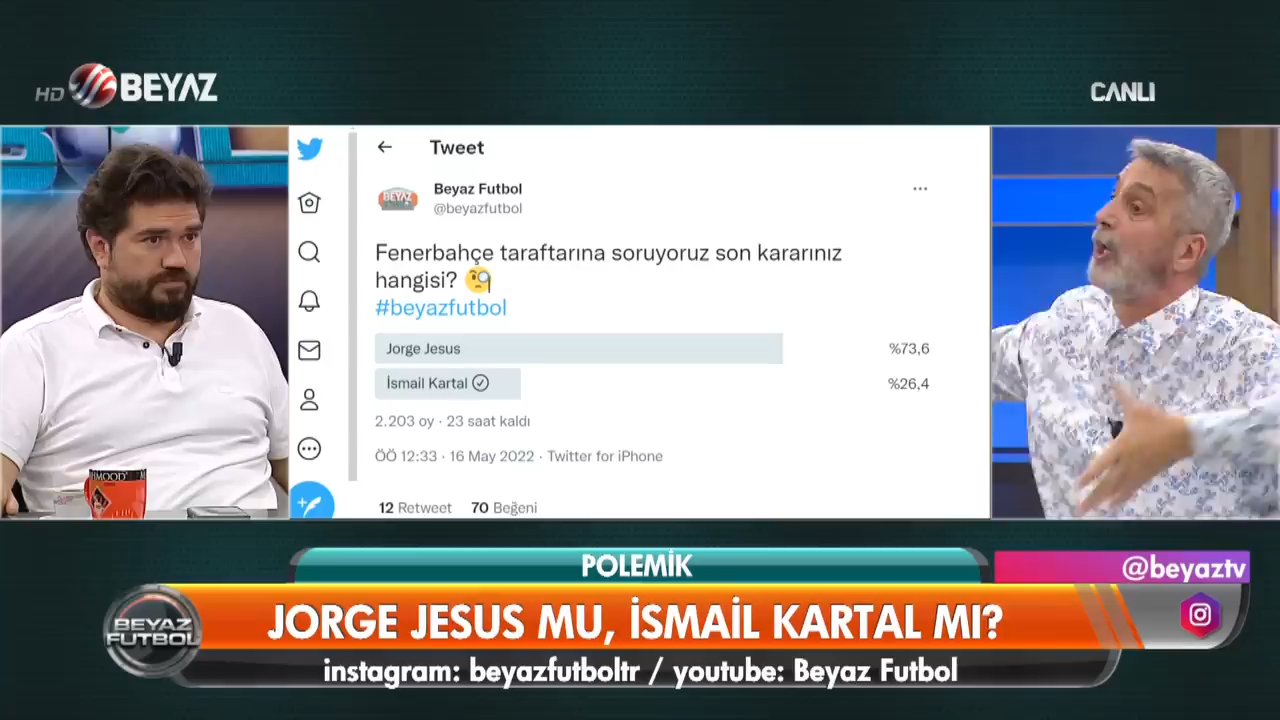 HD BEYAZ
CANLI
Tweet
Beyaz Futbol
@beyazfutbol
Fenerbahçe taraftarına soruyoruz son kararınız
hangisi?
#beyazfutbol
Jorge Jesus %73,6
İsmail Kartal %26,4
2.203 oy · 23 saat kaldı
ÖÖ 12:33 · 16 May 2022 · Twitter for iPhone
12 Retweet 70 Beğeni
POLEMİK
@beyaztv
BEYAZ
FUTBOL
JORGE JESUS MU, İSMAİL KARTAL MI?
instagram: beyazfutboltr / youtube: Beyaz Futbol